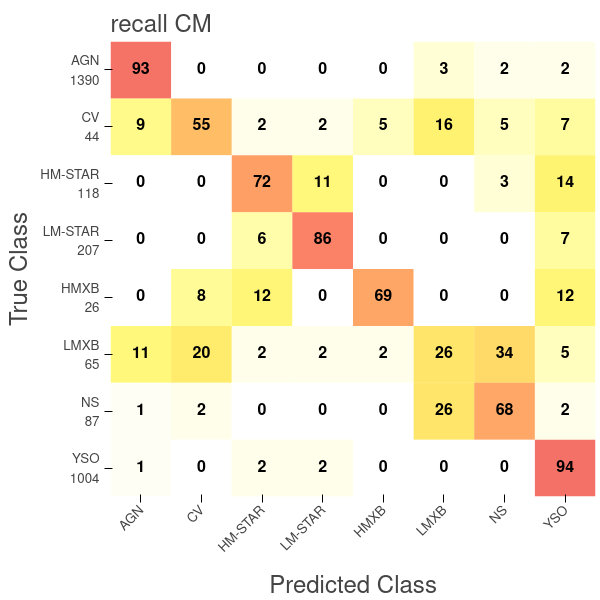 recall CM
AGN 93 0 0 0 0 3 2 2
1390
CV 9 55 2 2 5 16 5 7
44
HM-STAR 0 0 72 11 0 0 3 14
118
LM-STAR 0 0 6 86 0 0 0 7
207
HMXB 0 8 12 0 69 0 0 12
26
LMXB 11 20 2 2 2 26 34 5
65
NS 1 2 0 0 0 26 68 2
87
YSO 1 0 2 2 0 0 0 94
1004
True Class
AGN CV HM-STAR LM-STAR HMXB LMXB NS YSO
Predicted Class